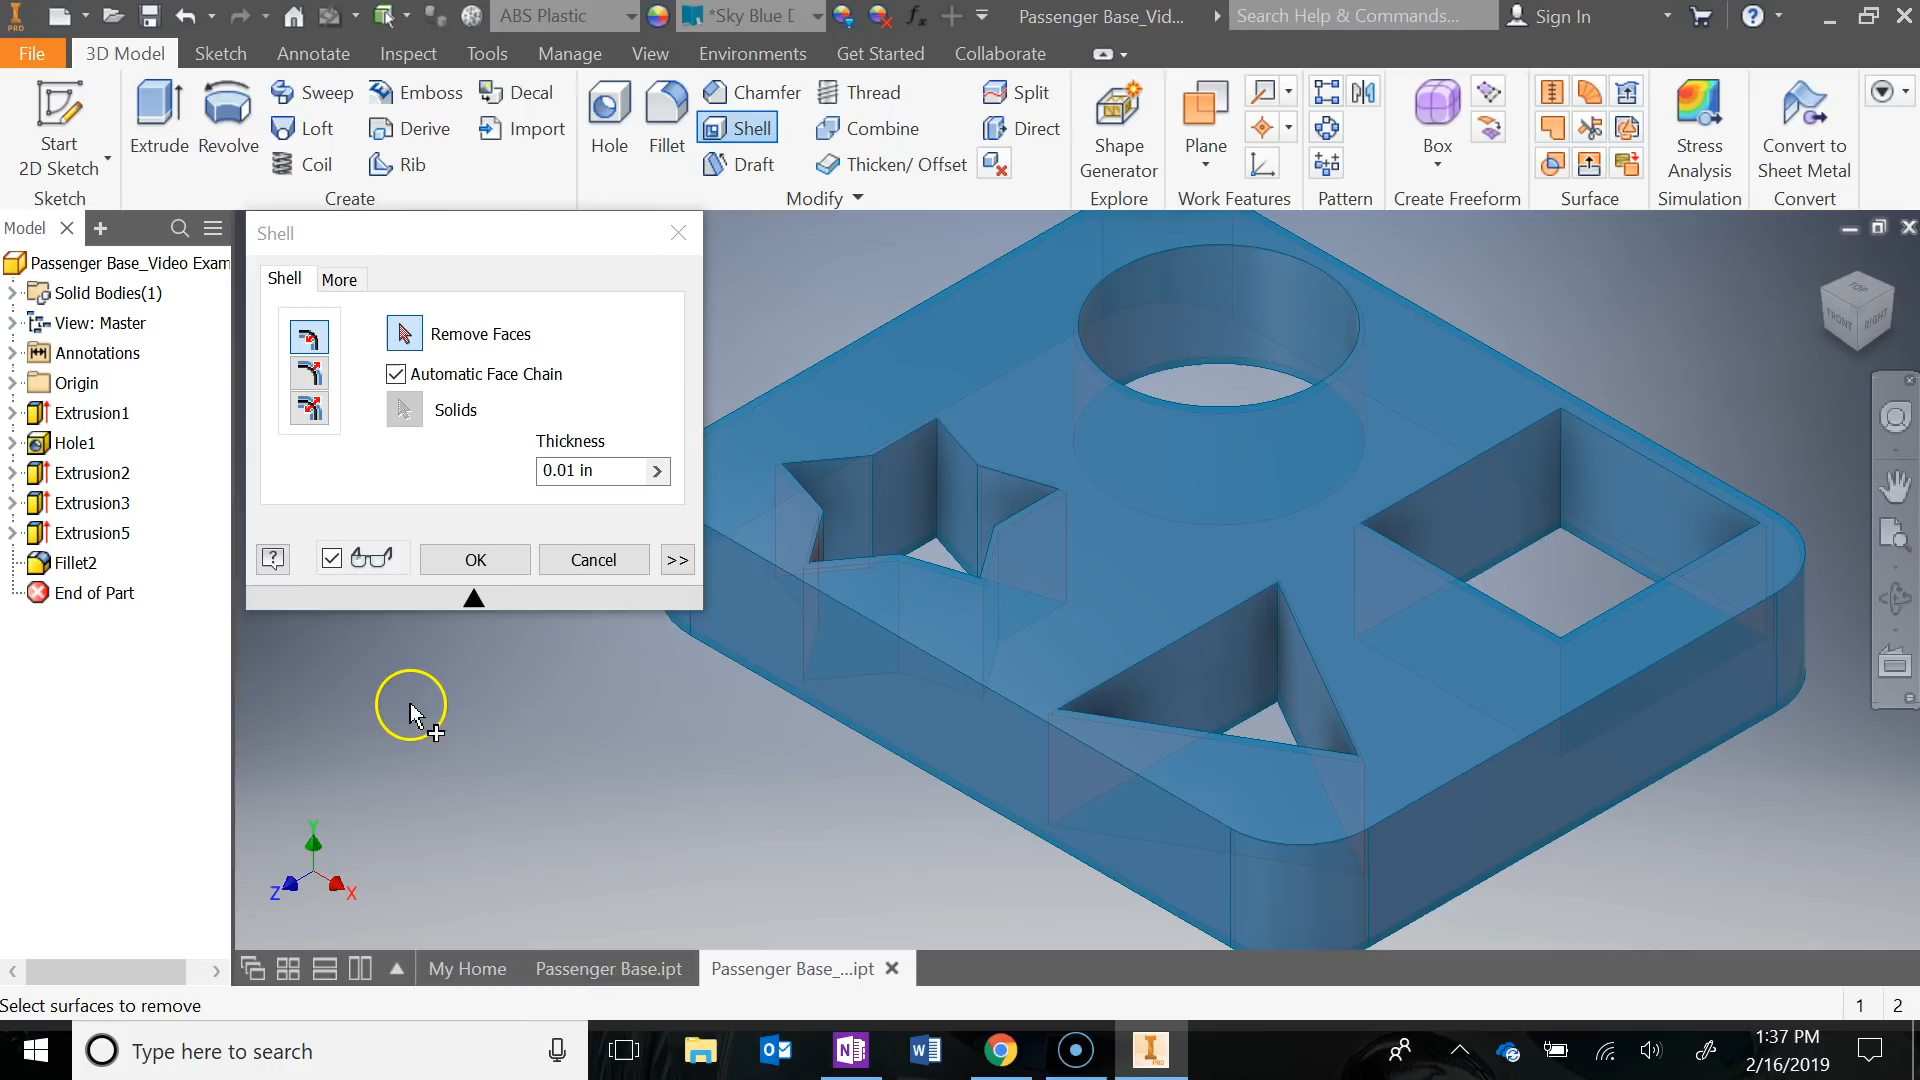 PRO
ABS Plastic
*Sky Blue D
Passenger Base_Vid...
Search Help & Commands...
Sign In
File
3D Model
Sketch
Annotate
Inspect
Tools
Manage
View
Environments
Get Started
Collaborate
Start
2D Sketch
Extrude
Revolve
Sweep
Loft
Coil
Emboss
Derive
Rib
Decal
Import
Hole
Fillet
Chamfer
Shell
Draft
Thread
Combine
Thicken/ Offset
Split
Direct
Shape
Generator
Plane
Box
Stress
Analysis
Convert to
Sheet Metal
Sketch
Create
Modify
Explore
Work Features
Pattern
Create Freeform
Surface
Simulation
Convert
Model
Passenger Base_Video Exam
Solid Bodies(1)
View: Master
Annotations
Origin
Extrusion1
Hole1
Extrusion2
Extrusion3
Extrusion5
Fillet2
End of Part
Shell
Shell
More
Remove Faces
Automatic Face Chain
Solids
Thickness
0.01 in
OK
Cancel
>>
TOP
FRONT
RIGHT
Y
Z
X
My Home
Passenger Base.ipt
Passenger Base_...ipt
Select surfaces to remove
1
2
Type here to search
PRO
1:37 PM
2/16/2019